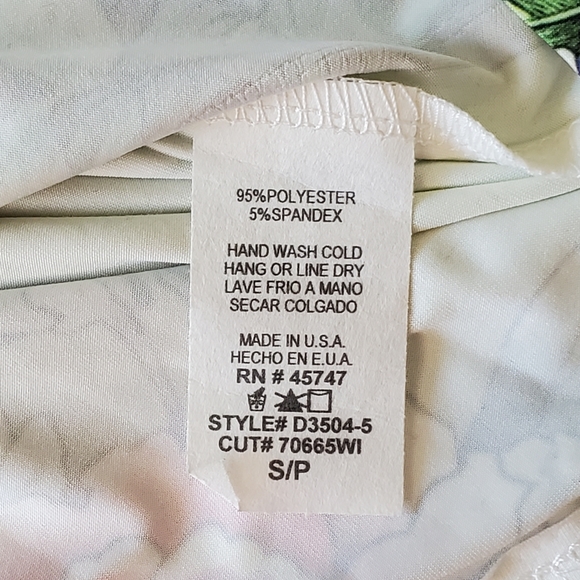 95%POLYESTER
5%SPANDEX
HAND WASH COLD
HANG OR LINE DRY
LAVE FRIO A MANO
SECAR COLGADO
MADE IN U.S.A.
HECHO EN E.U.A.
RN # 45747
STYLE# D3504-5
CUT# 70665WI
S/P